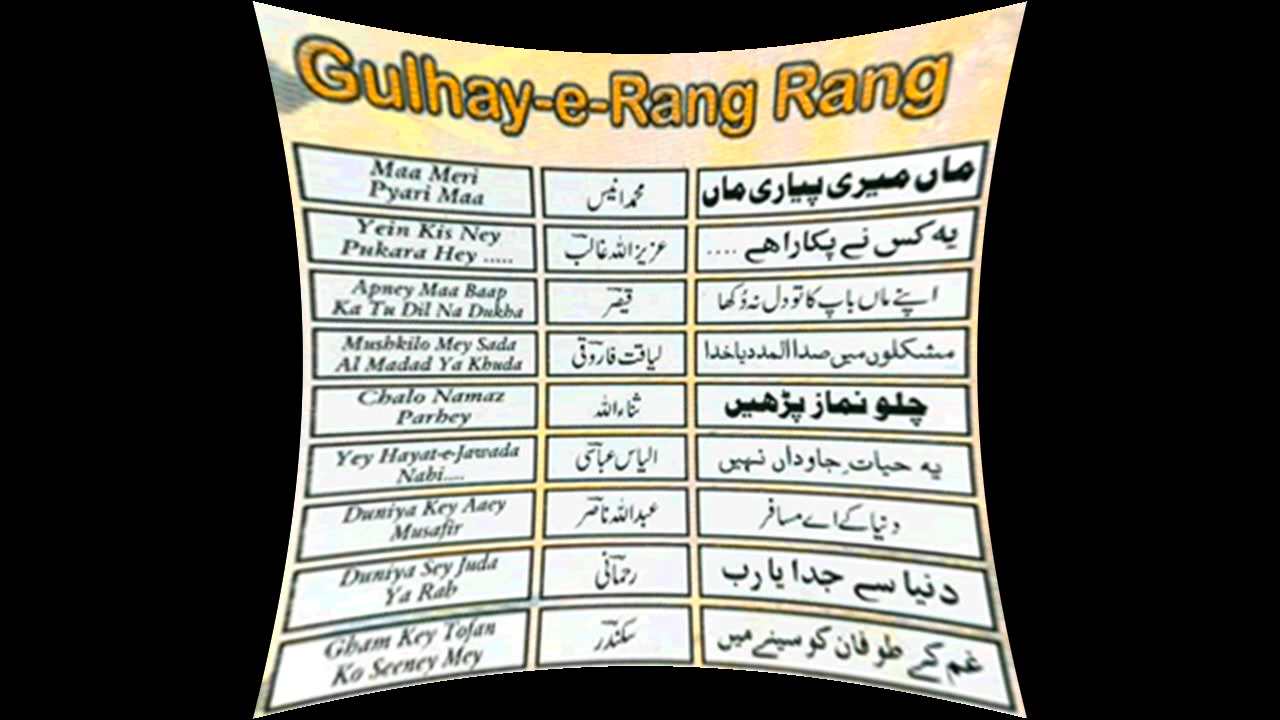 Gulhay-e-Rang Rang
Maa Meri
Pyari Maa
محمد انیس
ماں میری پیاری ماں
Yein Kis Ney
Pukara Hey .....
عزیز اللہ غالب
یہ کس نے پکارا ھے ....
Apney Maa Baap
Ka Tu Dil Na Dukha
قیصر
اپنے ماں باپ کا تو دل نہ دُکھا
Mushkilo Mey Sada
Al Madad Ya Khuda
لیاقت فاروقی
مشکلوں میں صدا المدد یا خدا
Chalo Namaz
Parhey
ثناء اللہ
چلو نماز پڑھیں
Yey Hayat-e-Jawada
Nahi....
الیاس عباسی
یہ حیاتِ جاوداں نہیں
Duniya Key Aaey
Musafir
عبداللہ ناصر
دنیا کے اے مسافر
Duniya Sey Juda
Ya Rab
رحمانی
دنیا سے جدا یا رب
Gham Key Tofan
Ko Seeney Mey
سکندر
غم کے طوفان کو سینے میں